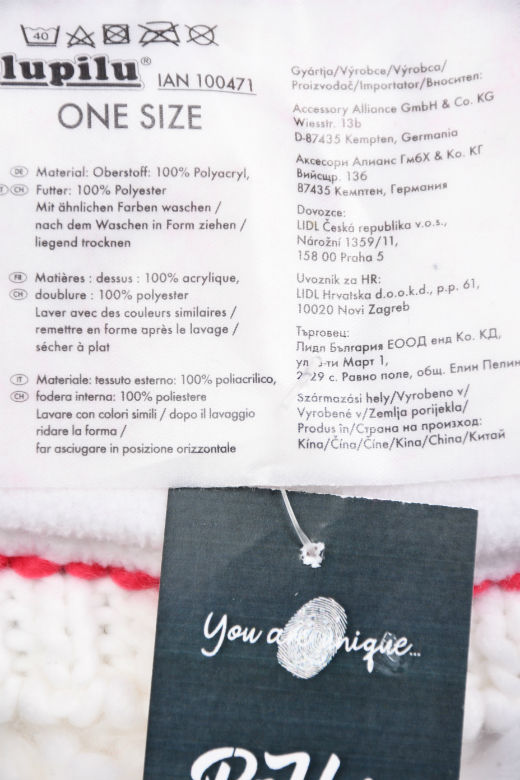 40
lupilu® IAN 100471
ONE SIZE
DE Material: Oberstoff: 100% Polyacryl,
CH Futter: 100% Polyester
Mit ähnlichen Farben waschen /
nach dem Waschen in Form ziehen /
liegend trocknen
FR Matières : dessus : 100% acrylique,
CH doublure : 100% polyester
Laver avec des couleurs similaires /
remettre en forme après le lavage /
sécher à plat
IT Materiale: tessuto esterno: 100% poliacrilico,
CH fodera interna: 100% poliestere
Lavare con colori simili / dopo il lavaggio
ridare la forma /
far asciugare in posizione orizzontale
Gyártja/Výrobce/Výrobca/
Proizvođač/Importator/Вносител:
Accessory Alliance GmbH & Co. KG
Wiesstr. 13b
D-87435 Kempten, Germania
Аксесори Алианс ГмбХ & Ко. КГ
Вийсщр. 13б
87435 Кемптен, Германия
Dovozce:
LIDL Česká republika v.o.s.,
Nárožní 1359/11,
158 00 Praha 5
Uvoznik za HR:
LIDL Hrvatska d.o.o.k.d., p.p. 61,
10020 Novi Zagreb
Търговец:
Лидл България ЕООД енд Ко. КД,
ул. Март 1,
с. Равно поле, общ. Елин Пелин
Származási hely/Vyrobeno v/
Vyrobené v/Zemlja porijekla/
Produs în/Страна на произход:
Kína/Čína/Číne/Kina/China/Китай
You are unique...